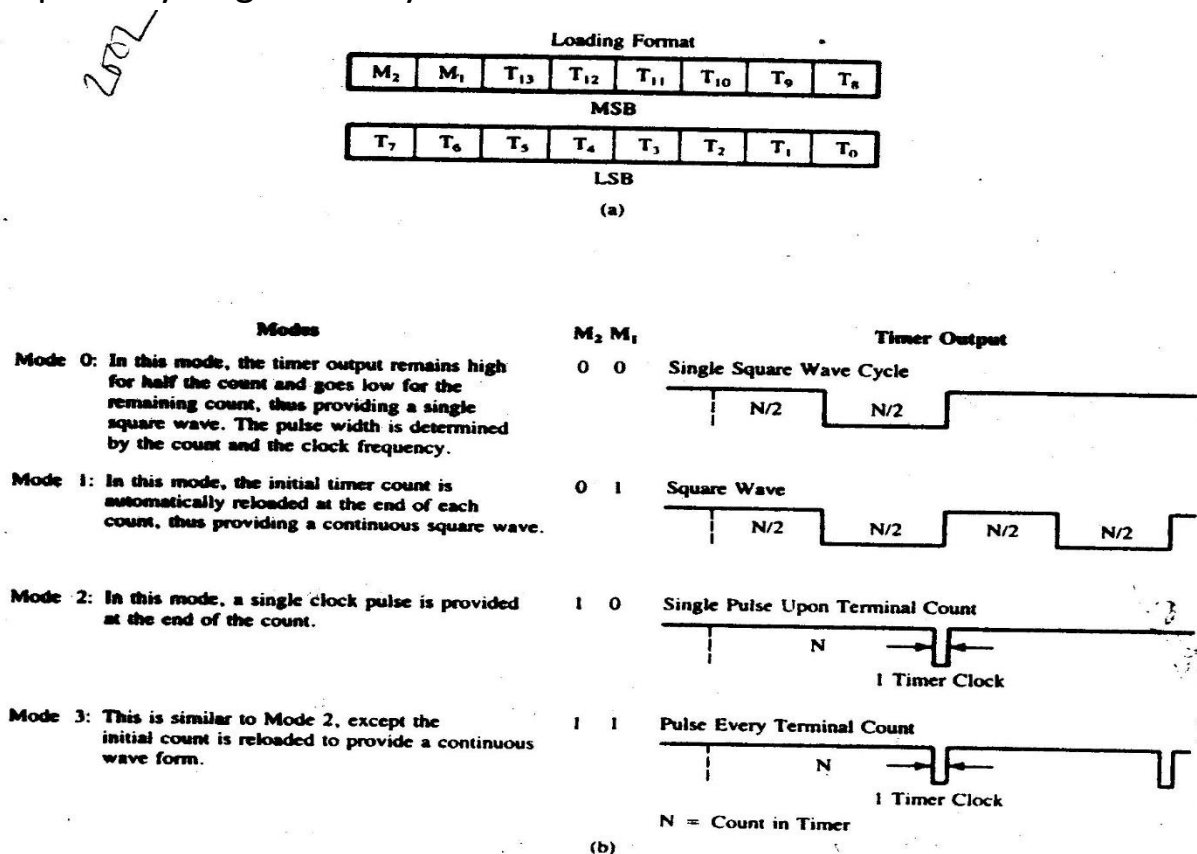 2002
Loading Format
M₂ M₁ T₁₃ T₁₂ T₁₁ T₁₀ T₉ T₈
MSB
T₇ T₆ T₅ T₄ T₃ T₂ T₁ T₀
LSB
(a)
Modes M₂ M₁ Timer Output
Mode 0: In this mode, the timer output remains high 0 0 Single Square Wave Cycle
for half the count and goes low for the
remaining count, thus providing a single N/2 N/2
square wave. The pulse width is determined
by the count and the clock frequency.
Mode 1: In this mode, the initial timer count is 0 1 Square Wave
automatically reloaded at the end of each
count, thus providing a continuous square wave. N/2 N/2 N/2 N/2
Mode 2: In this mode, a single clock pulse is provided 1 0 Single Pulse Upon Terminal Count
at the end of the count.
N
1 Timer Clock
Mode 3: This is similar to Mode 2, except the 1 1 Pulse Every Terminal Count
initial count is reloaded to provide a continuous
wave form. N
1 Timer Clock
N = Count in Timer
(b)